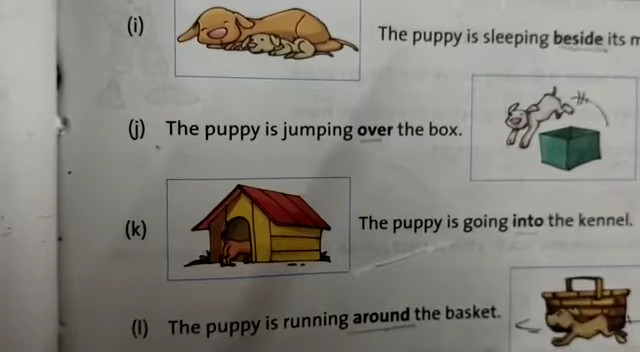 (i) The puppy is sleeping beside its
(j) The puppy is jumping over the box.
(k) The puppy is going into the kennel.
(l) The puppy is running around the basket.